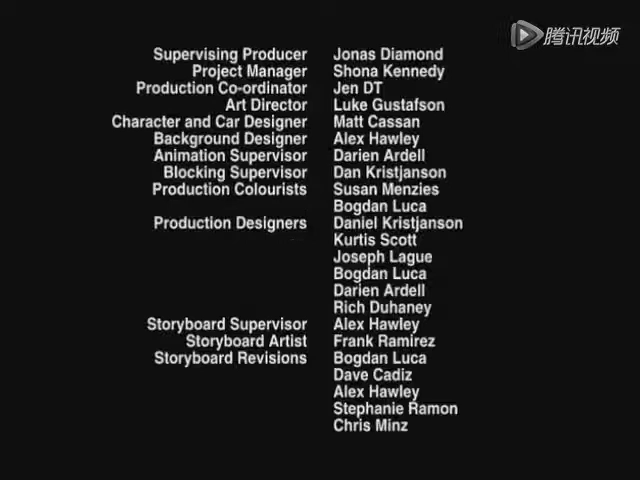 腾讯视频
Supervising Producer Jonas Diamond
Project Manager Shona Kennedy
Production Co-ordinator Jen DT
Art Director Luke Gustafson
Character and Car Designer Matt Cassan
Background Designer Alex Hawley
Animation Supervisor Darien Ardell
Blocking Supervisor Dan Kristjanson
Production Colourists Susan Menzies
Bogdan Luca
Production Designers Daniel Kristjanson
Kurtis Scott
Joseph Lague
Bogdan Luca
Darien Ardell
Rich Duhaney
Storyboard Supervisor Alex Hawley
Storyboard Artist Frank Ramirez
Storyboard Revisions Bogdan Luca
Dave Cadiz
Alex Hawley
Stephanie Ramon
Chris Minz